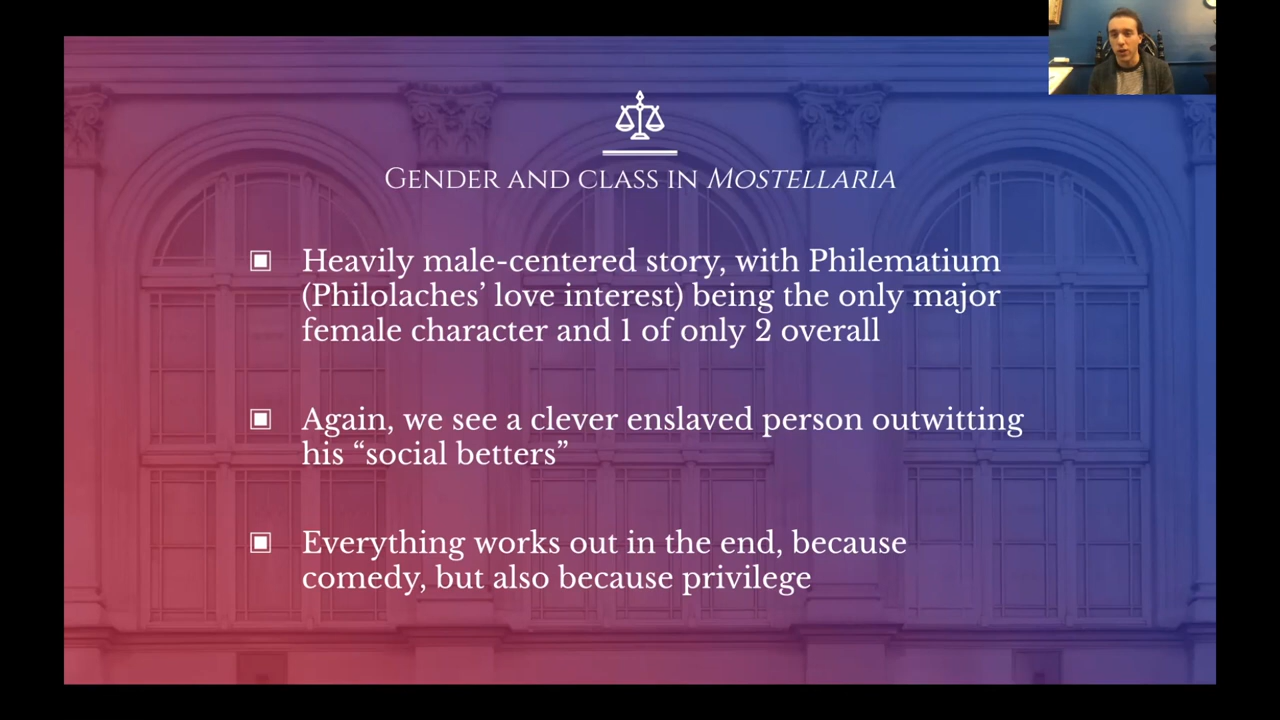 Gender and class in Mostellaria
Heavily male-centered story, with Philematium
(Philolaches’ love interest) being the only major
female character and 1 of only 2 overall
Again, we see a clever enslaved person outwitting
his “social betters”
Everything works out in the end, because
comedy, but also because privilege